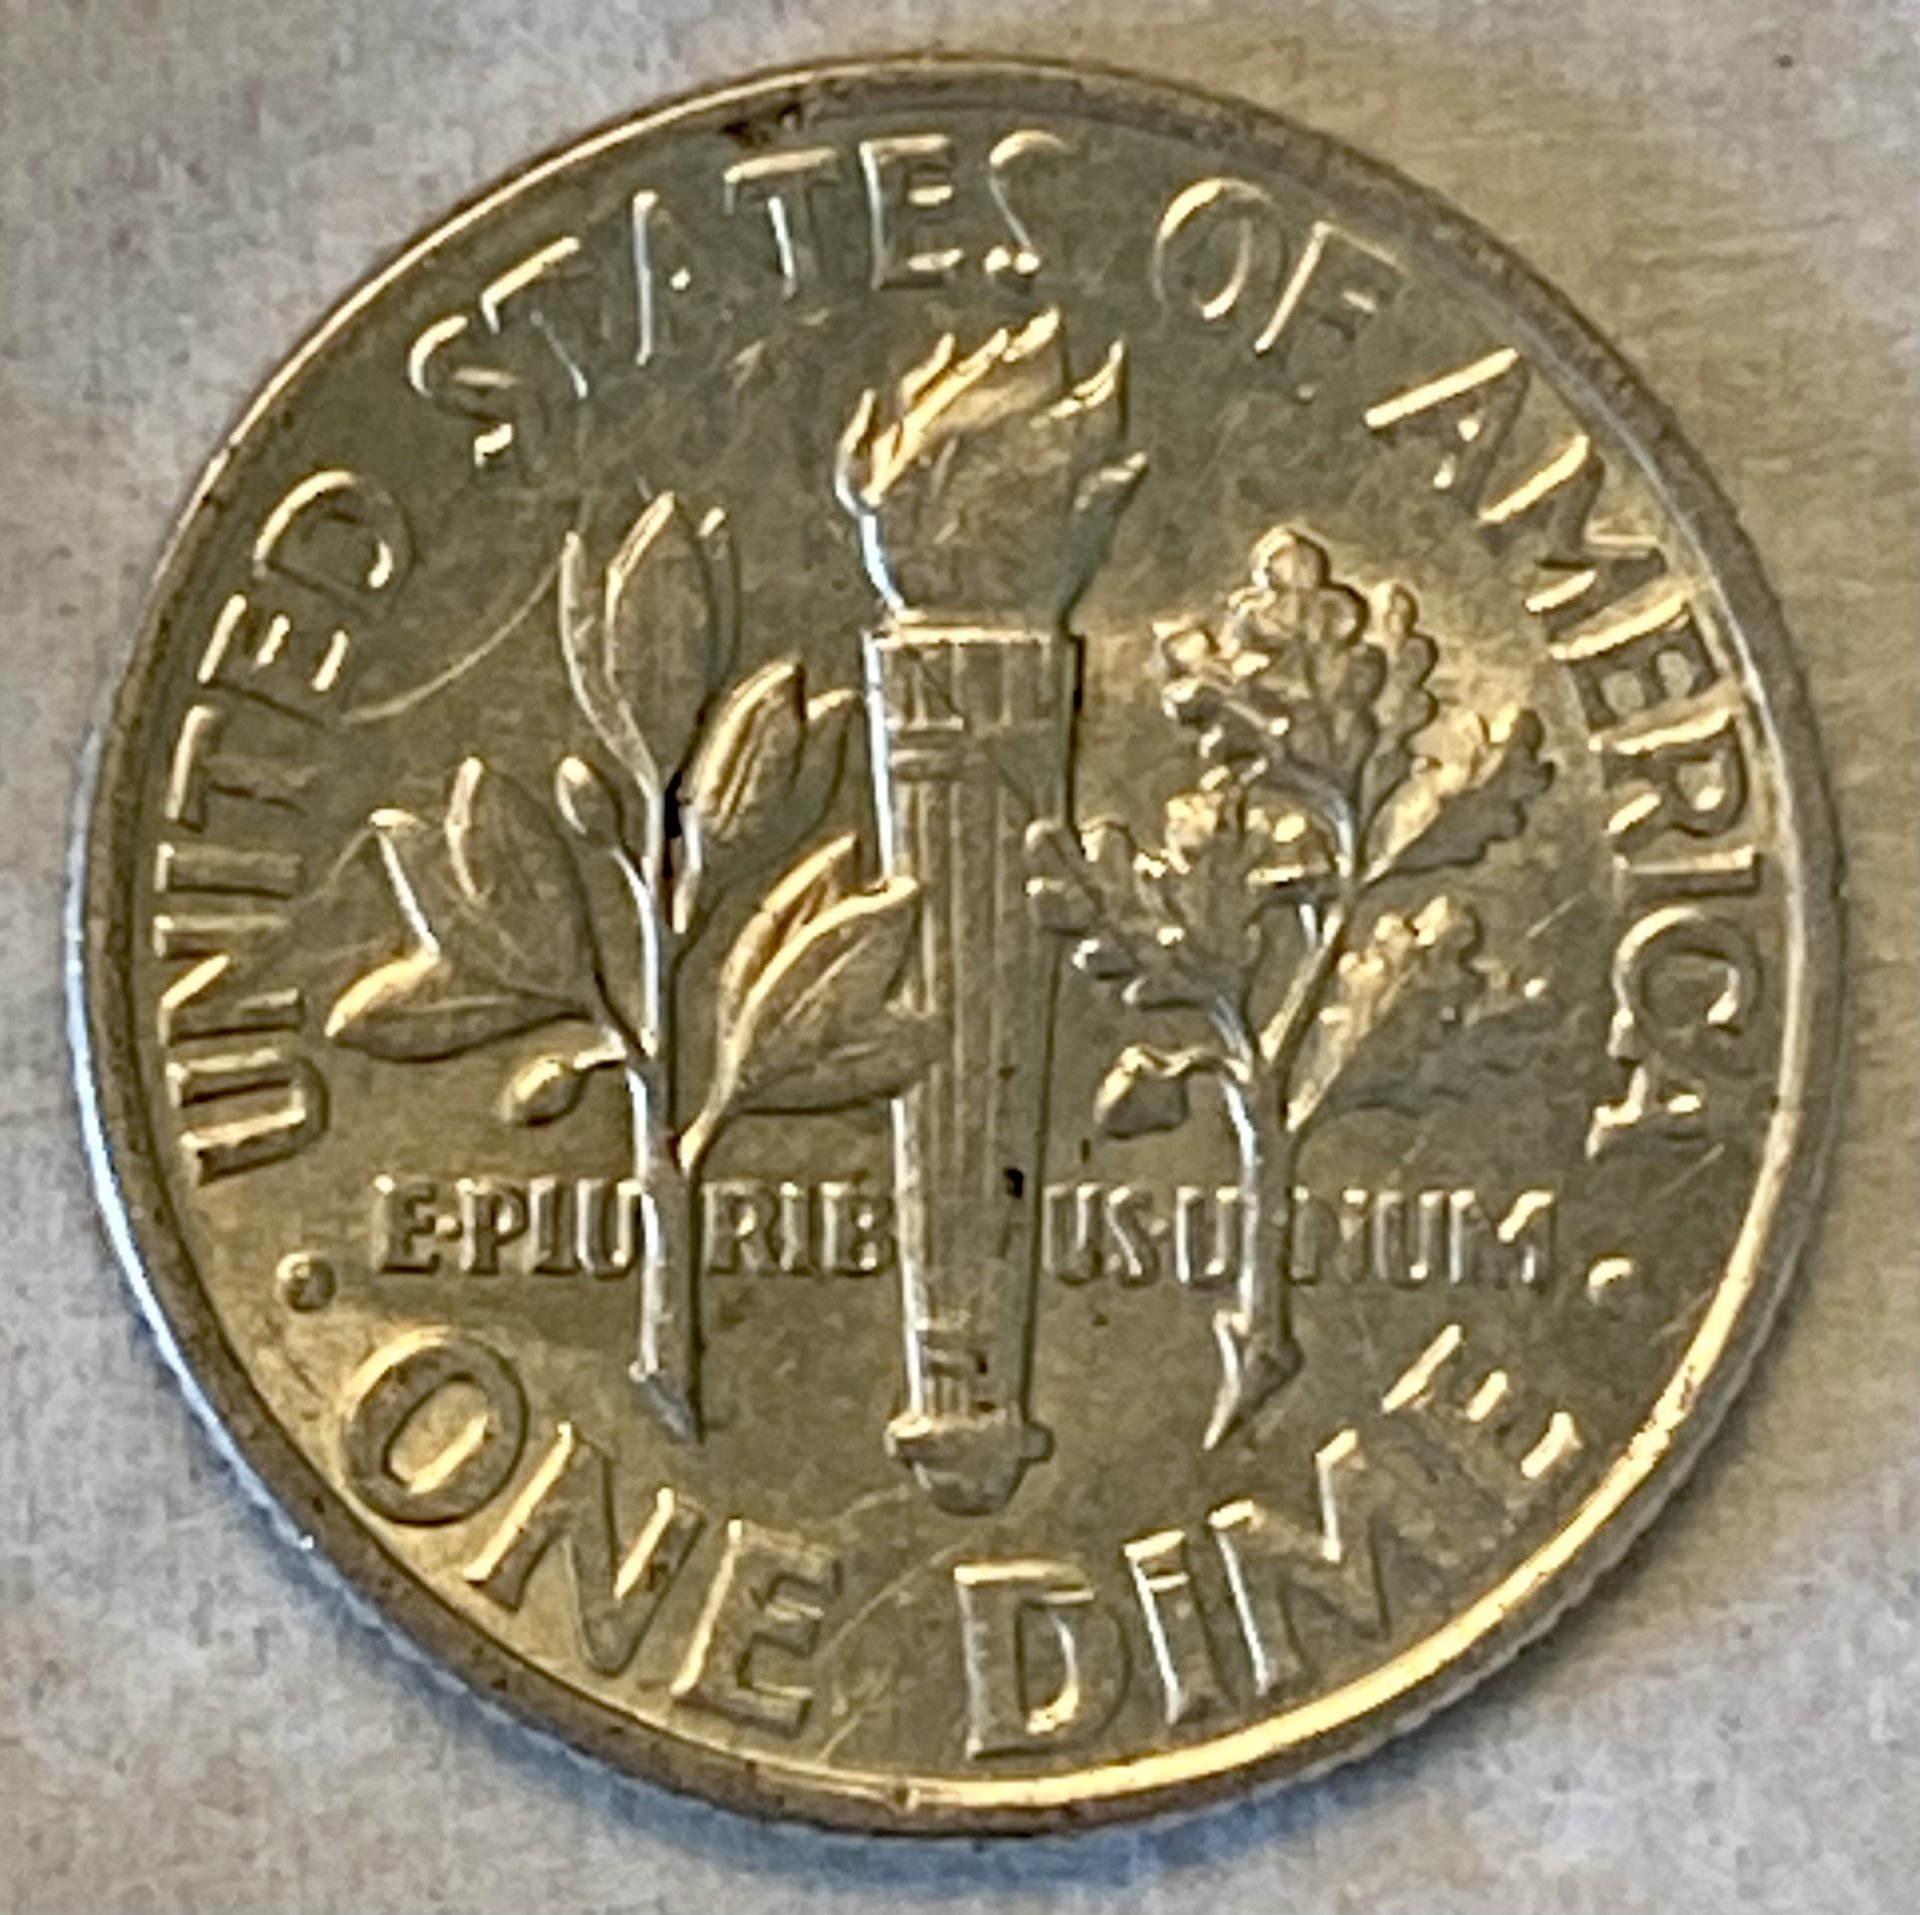 UNITED STATES OF AMERICA
E·PLURIBUS·UNUM
· ONE DIME ·